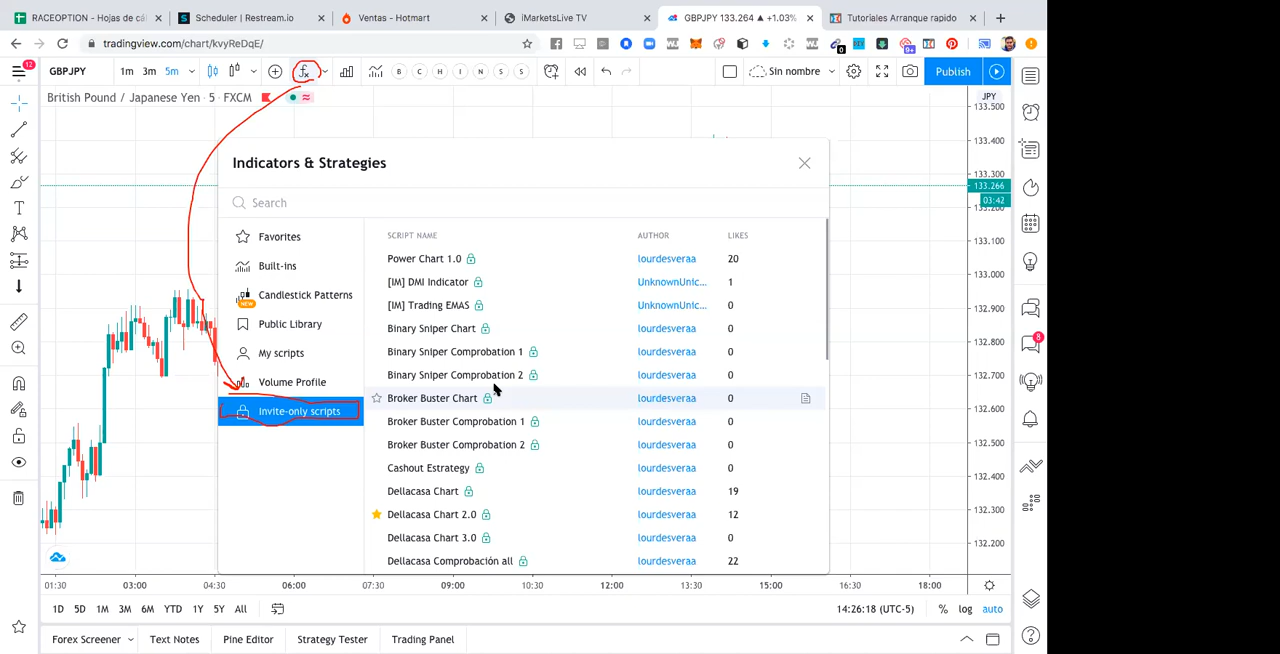 RACEOPTION - Hojas de cál
Scheduler | Restream.io
Ventas - Hotmart
iMarketsLive TV
GBPJPY 133.264 ▲ +1.03%
Tutoriales Arranque rapido
tradingview.com/chart/kvyReDqE/
0
9+
12
GBPJPY
1m 3m 5m
fx
B C H I N S S
Sin nombre
Publish
British Pound / Japanese Yen · 5 · FXCM
JPY
133.500
133.400
133.300
133.266
03:42
133.200
133.100
133.000
132.900
132.800
132.700
132.600
132.500
132.400
132.300
132.200
Indicators & Strategies
Search
Favorites
Built-ins
Candlestick Patterns
NEW
Public Library
My scripts
Volume Profile
Invite-only scripts
SCRIPT NAME AUTHOR LIKES
Power Chart 1.0 lourdesveraa 20
[IM] DMI Indicator UnknownUnic... 1
[IM] Trading EMAS UnknownUnic... 0
Binary Sniper Chart lourdesveraa 0
Binary Sniper Comprobation 1 lourdesveraa 0
Binary Sniper Comprobation 2 lourdesveraa 0
Broker Buster Chart lourdesveraa 0
Broker Buster Comprobation 1 lourdesveraa 0
Broker Buster Comprobation 2 lourdesveraa 0
Cashout Estrategy lourdesveraa 0
Dellacasa Chart lourdesveraa 19
Dellacasa Chart 2.0 lourdesveraa 12
Dellacasa Chart 3.0 lourdesveraa 0
Dellacasa Comprobación all lourdesveraa 22
01:30 03:00 04:30 06:00 07:30 09:00 10:30 12:00 13:30 15:00 16:30 18:00
1D 5D 1M 3M 6M YTD 1Y 5Y All
14:26:18 (UTC-5) % log auto
Forex Screener Text Notes Pine Editor Strategy Tester Trading Panel